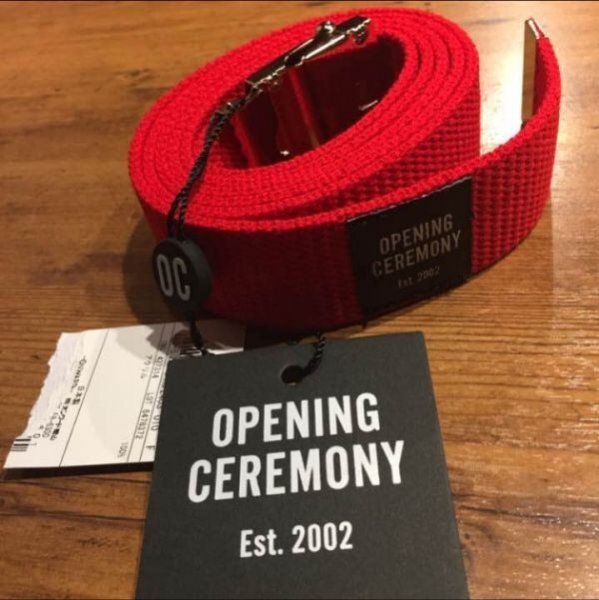 OPENING
CEREMONY
Est. 2002
OC
OPENING
CEREMONY
Est. 2002